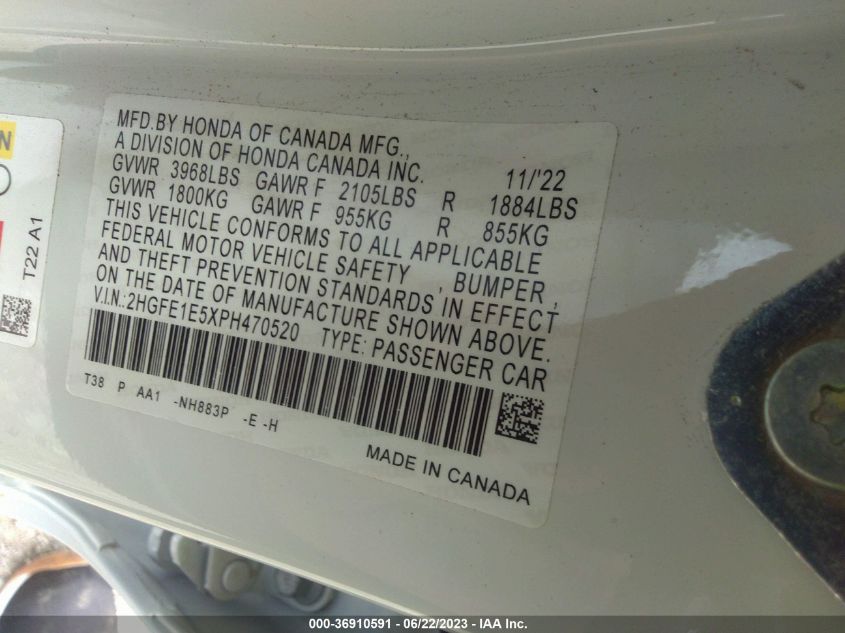 MFD.BY HONDA OF CANADA MFG.,
A DIVISION OF HONDA CANADA INC. 11/'22
GVWR 3968LBS GAWR F 2105LBS R 1884LBS
GVWR 1800KG GAWR F 955KG R 855KG
THIS VEHICLE CONFORMS TO ALL APPLICABLE
FEDERAL MOTOR VEHICLE SAFETY , BUMPER ,
AND THEFT PREVENTION STANDARDS IN EFFECT
ON THE DATE OF MANUFACTURE SHOWN ABOVE.
V.I.N.:2HGFE1E5XPH470520 TYPE: PASSENGER CAR
T38 P AA1 -NH883P -E -H
MADE IN CANADA
T22 A1
000-36910591 - 06/22/2023 - IAA Inc.